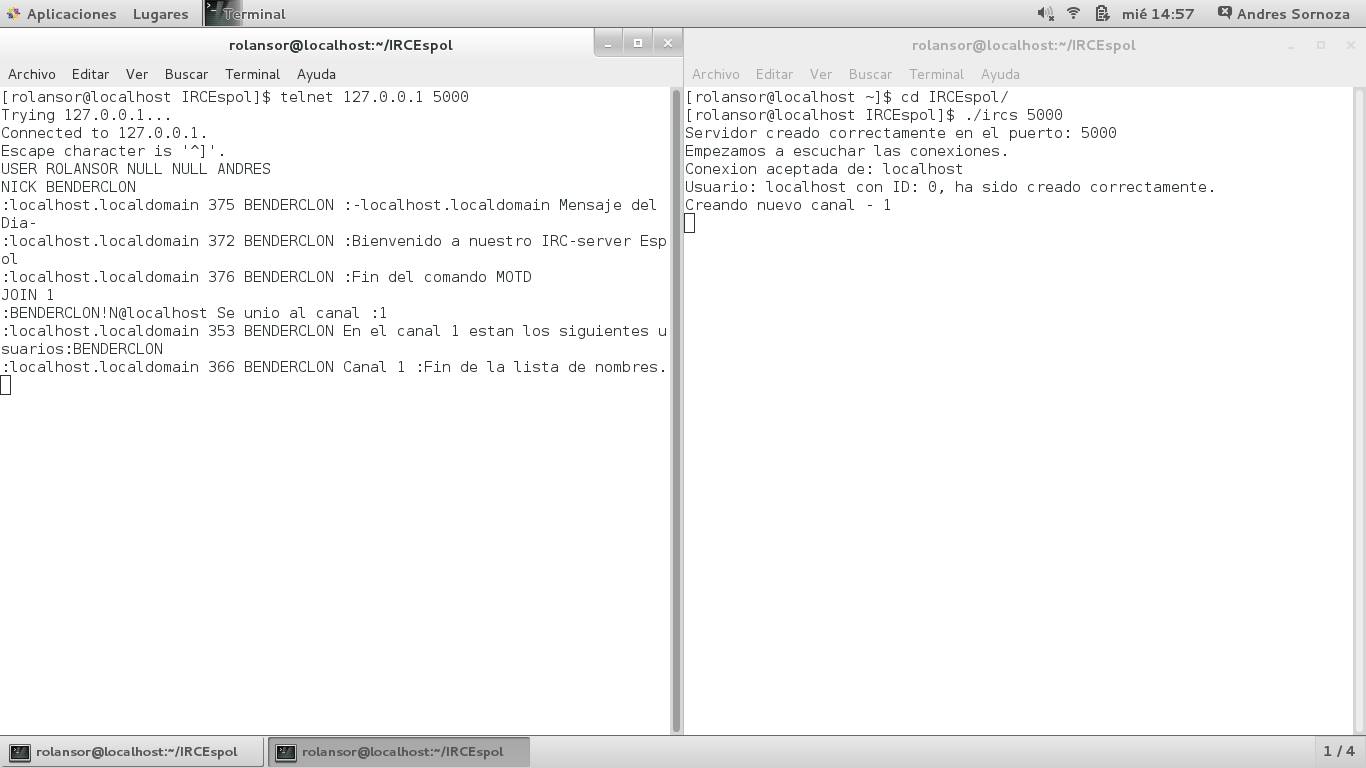 Aplicaciones Lugares Terminal mié 14:57 Andres Sornoza
rolansor@localhost:~/IRCEspol
Archivo Editar Ver Buscar Terminal Ayuda
[rolansor@localhost IRCEspol]$ telnet 127.0.0.1 5000
Trying 127.0.0.1...
Connected to 127.0.0.1.
Escape character is '^]'.
USER ROLANSOR NULL NULL ANDRES
NICK BENDERCLON
:localhost.localdomain 375 BENDERCLON :-localhost.localdomain Mensaje del
Dia-
:localhost.localdomain 372 BENDERCLON :Bienvenido a nuestro IRC-server Esp
ol
:localhost.localdomain 376 BENDERCLON :Fin del comando MOTD
JOIN 1
:BENDERCLON!N@localhost Se unio al canal :1
:localhost.localdomain 353 BENDERCLON En el canal 1 estan los siguientes u
suarios:BENDERCLON
:localhost.localdomain 366 BENDERCLON Canal 1 :Fin de la lista de nombres.
rolansor@localhost:~/IRCEspol
Archivo Editar Ver Buscar Terminal Ayuda
[rolansor@localhost ~]$ cd IRCEspol/
[rolansor@localhost IRCEspol]$ ./ircs 5000
Servidor creado correctamente en el puerto: 5000
Empezamos a escuchar las conexiones.
Conexion aceptada de: localhost
Usuario: localhost con ID: 0, ha sido creado correctamente.
Creando nuevo canal - 1
rolansor@localhost:~/IRCEspol rolansor@localhost:~/IRCEspol 1 / 4